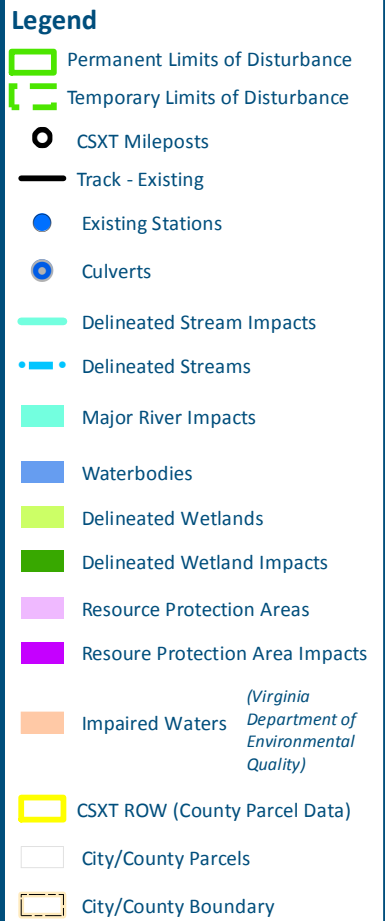 Legend
Permanent Limits of Disturbance
Temporary Limits of Disturbance
CSXT Mileposts
Track - Existing
Existing Stations
Culverts
Delineated Stream Impacts
Delineated Streams
Major River Impacts
Waterbodies
Delineated Wetlands
Delineated Wetland Impacts
Resource Protection Areas
Resoure Protection Area Impacts
Impaired Waters
(Virginia
Department of
Environmental
Quality)
CSXT ROW (County Parcel Data)
City/County Parcels
City/County Boundary